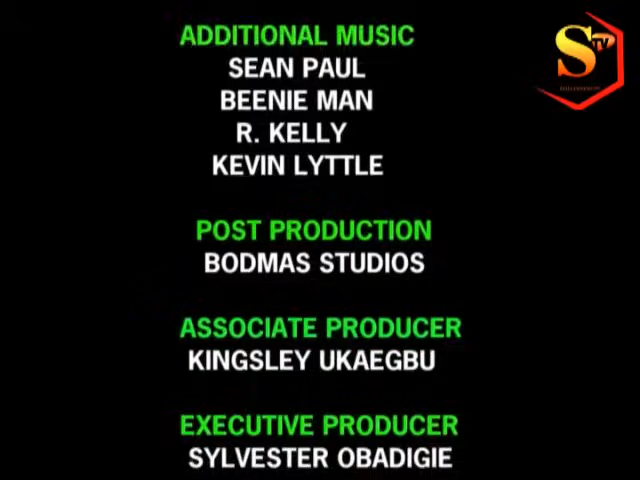 ADDITIONAL MUSIC
SEAN PAUL
BEENIE MAN
R. KELLY
KEVIN LYTTLE
POST PRODUCTION
BODMAS STUDIOS
ASSOCIATE PRODUCER
KINGSLEY UKAEGBU
EXECUTIVE PRODUCER
SYLVESTER OBADIGIE
S TV